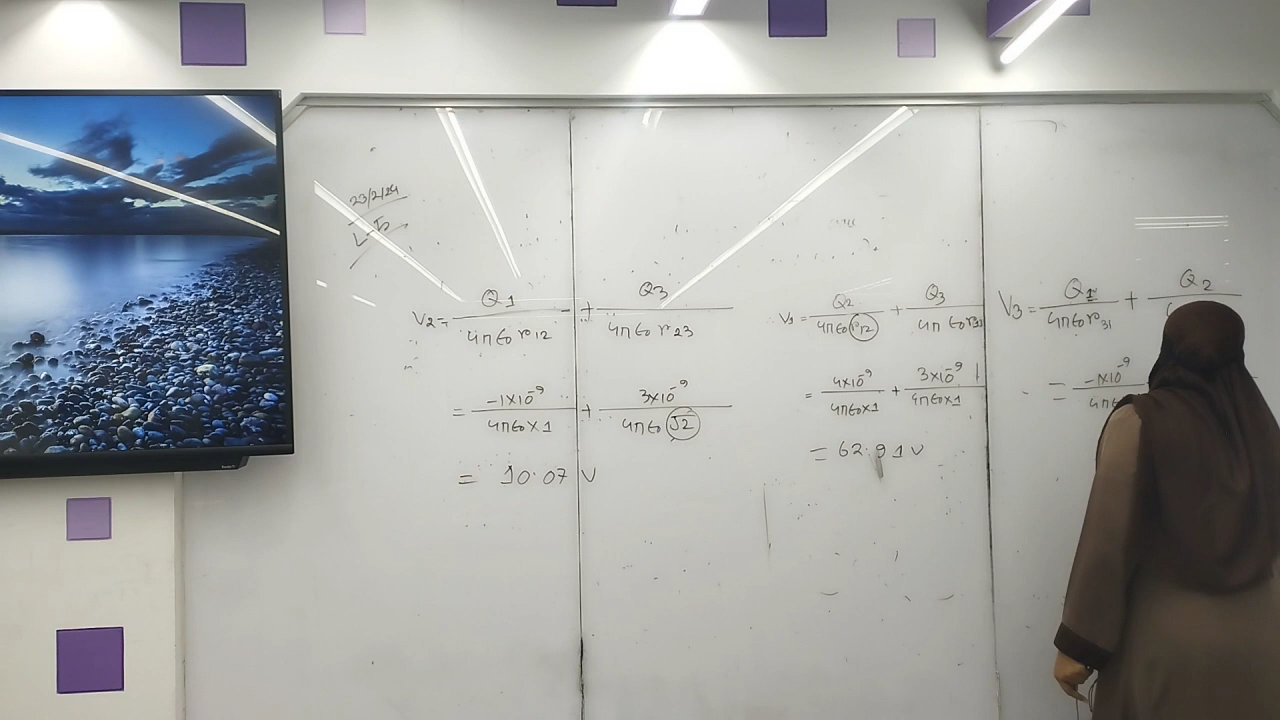 23/2/24
V2 = Q1 / 4πε0 r12 + Q3 / 4πε0 r23
= -1×10^-9 / 4πε0×1 + 3×10^-9 / 4πε0 √2
= 10.07 V
V1 = Q2 / 4πε0 r12 + Q3 / 4πε0 r31
= 4×10^-9 / 4πε0×1 + 3×10^-9 / 4πε0×1
= 62.91 V
V3 = Q1 / 4πε0 r31 + Q2
= -1×10^-9